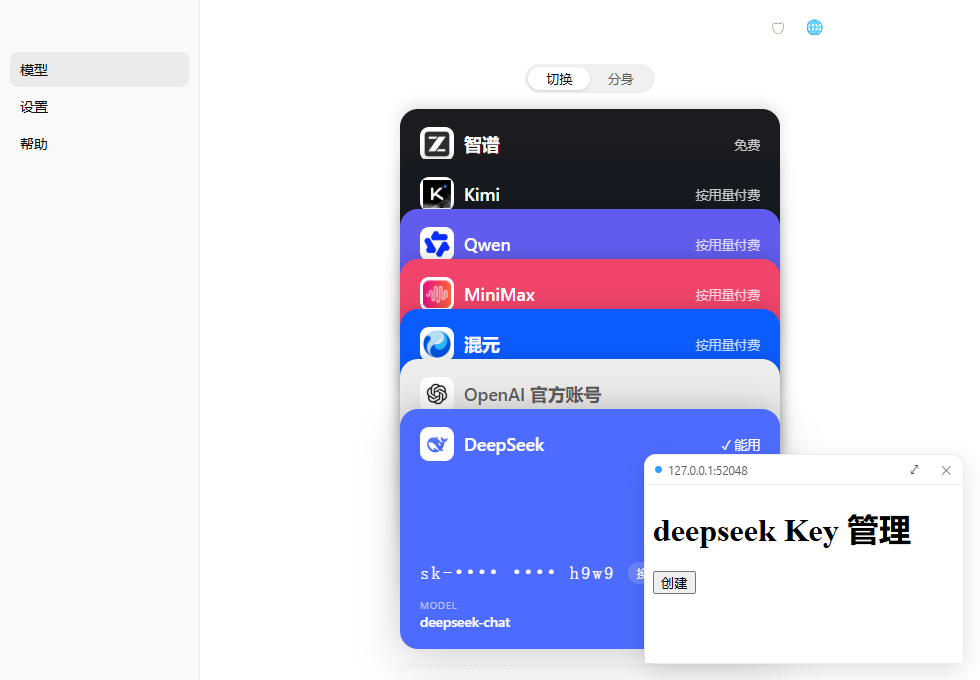 模型
设置
帮助
切换 分身
智谱 免费
Kimi 按用量付费
Qwen 按用量付费
MiniMax 按用量付费
混元 按用量付费
OpenAI 官方账号
DeepSeek ✓ 能用
127.0.0.1:52048
deepseek Key 管理
创建
sk-•••• •••• h9w9
MODEL
deepseek-chat